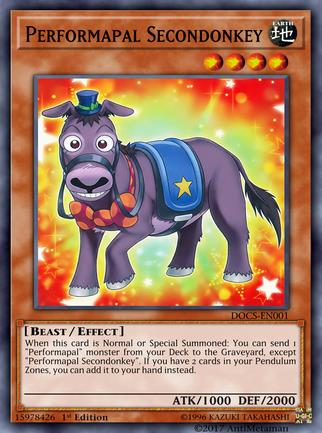 PERFORMAPAL SECONDONKEY
EARTH
地
DOCS-EN001
[ BEAST / EFFECT ]
When this card is Normal or Special Summoned: You can send 1
"Performapal" monster from your Deck to the Graveyard, except
"Performapal Secondonkey". If you have 2 cards in your Pendulum
Zones, you can add it to your hand instead.
ATK/1000 DEF/2000
15978426 1st Edition ©1996 KAZUKI TAKAHASHI
©2017 AntiMetaman